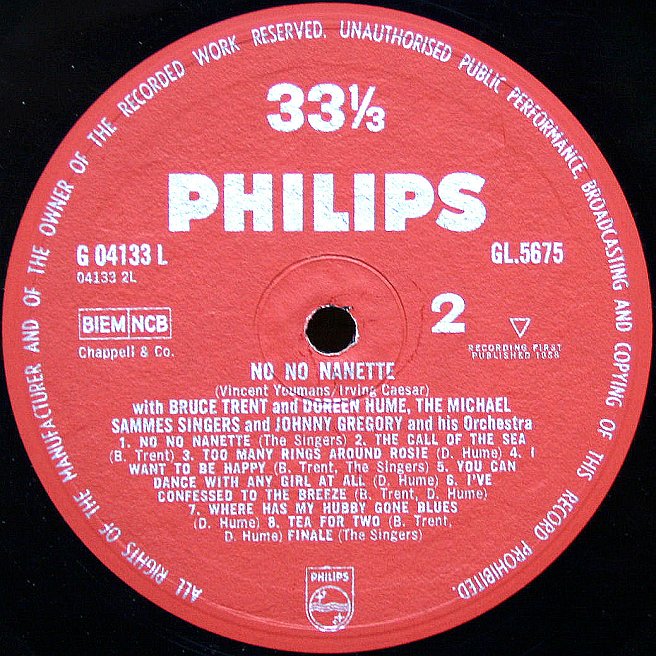 ALL RIGHTS OF THE MANUFACTURER AND OF THE OWNER OF THE RECORDED WORK RESERVED. UNAUTHORISED PUBLIC PERFORMANCE, BROADCASTING AND COPYING OF THIS RECORD PROHIBITED.
33⅓
PHILIPS
G 04133 L
GL.5675
04133 2L
BIEM NCB
Chappell & Co.
2
RECORDING FIRST
PUBLISHED 1958
NO NO NANETTE
(Vincent Youmans/Irving Caesar)
with BRUCE TRENT and DOREEN HUME, THE MICHAEL
SAMMES SINGERS and JOHNNY GREGORY and his Orchestra
1. NO NO NANETTE (The Singers) 2. THE CALL OF THE SEA
(B. Trent) 3. TOO MANY RINGS AROUND ROSIE (D. Hume) 4. I
WANT TO BE HAPPY (B. Trent, The Singers) 5. YOU CAN
DANCE WITH ANY GIRL AT ALL (D. Hume) 6. I'VE
CONFESSED TO THE BREEZE (B. Trent, D. Hume)
7. WHERE HAS MY HUBBY GONE BLUES
(D. Hume) 8. TEA FOR TWO (B. Trent,
D. Hume) FINALE (The Singers)
PHILIPS